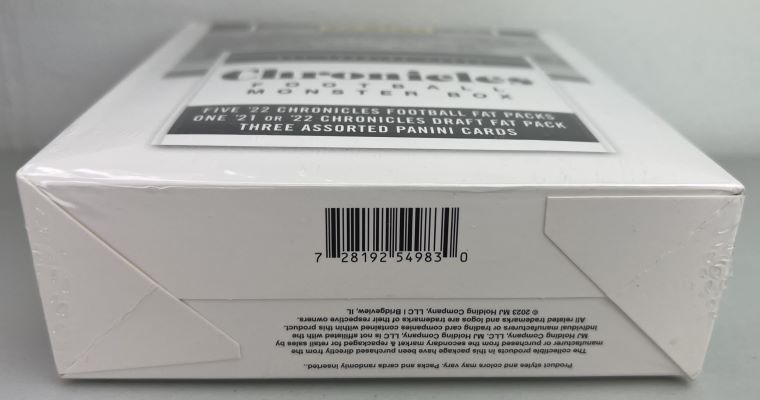 Chronicles
FOOTBALL
MONSTER BOX
FIVE '22 CHRONICLES FOOTBALL FAT PACKS
ONE '21 OR '22 CHRONICLES DRAFT FAT PACK
THREE ASSORTED PANINI CARDS
7 28192 54983 0
Product styles and colors may vary. Packs and cards randomly inserted..
The collectible products in this package have been purchased directly from the
manufacturer or purchased from the secondary market & repackaged for retail sales by
MJ Holding Company, LLC. MJ Holding Company, LLC is not affiliated with the
individual manufacturers or trading card companies contained within this product.
All related trademarks and logos are trademarks of their respective owners.
© 2023 MJ Holding Company, LLC | Bridgeview, IL